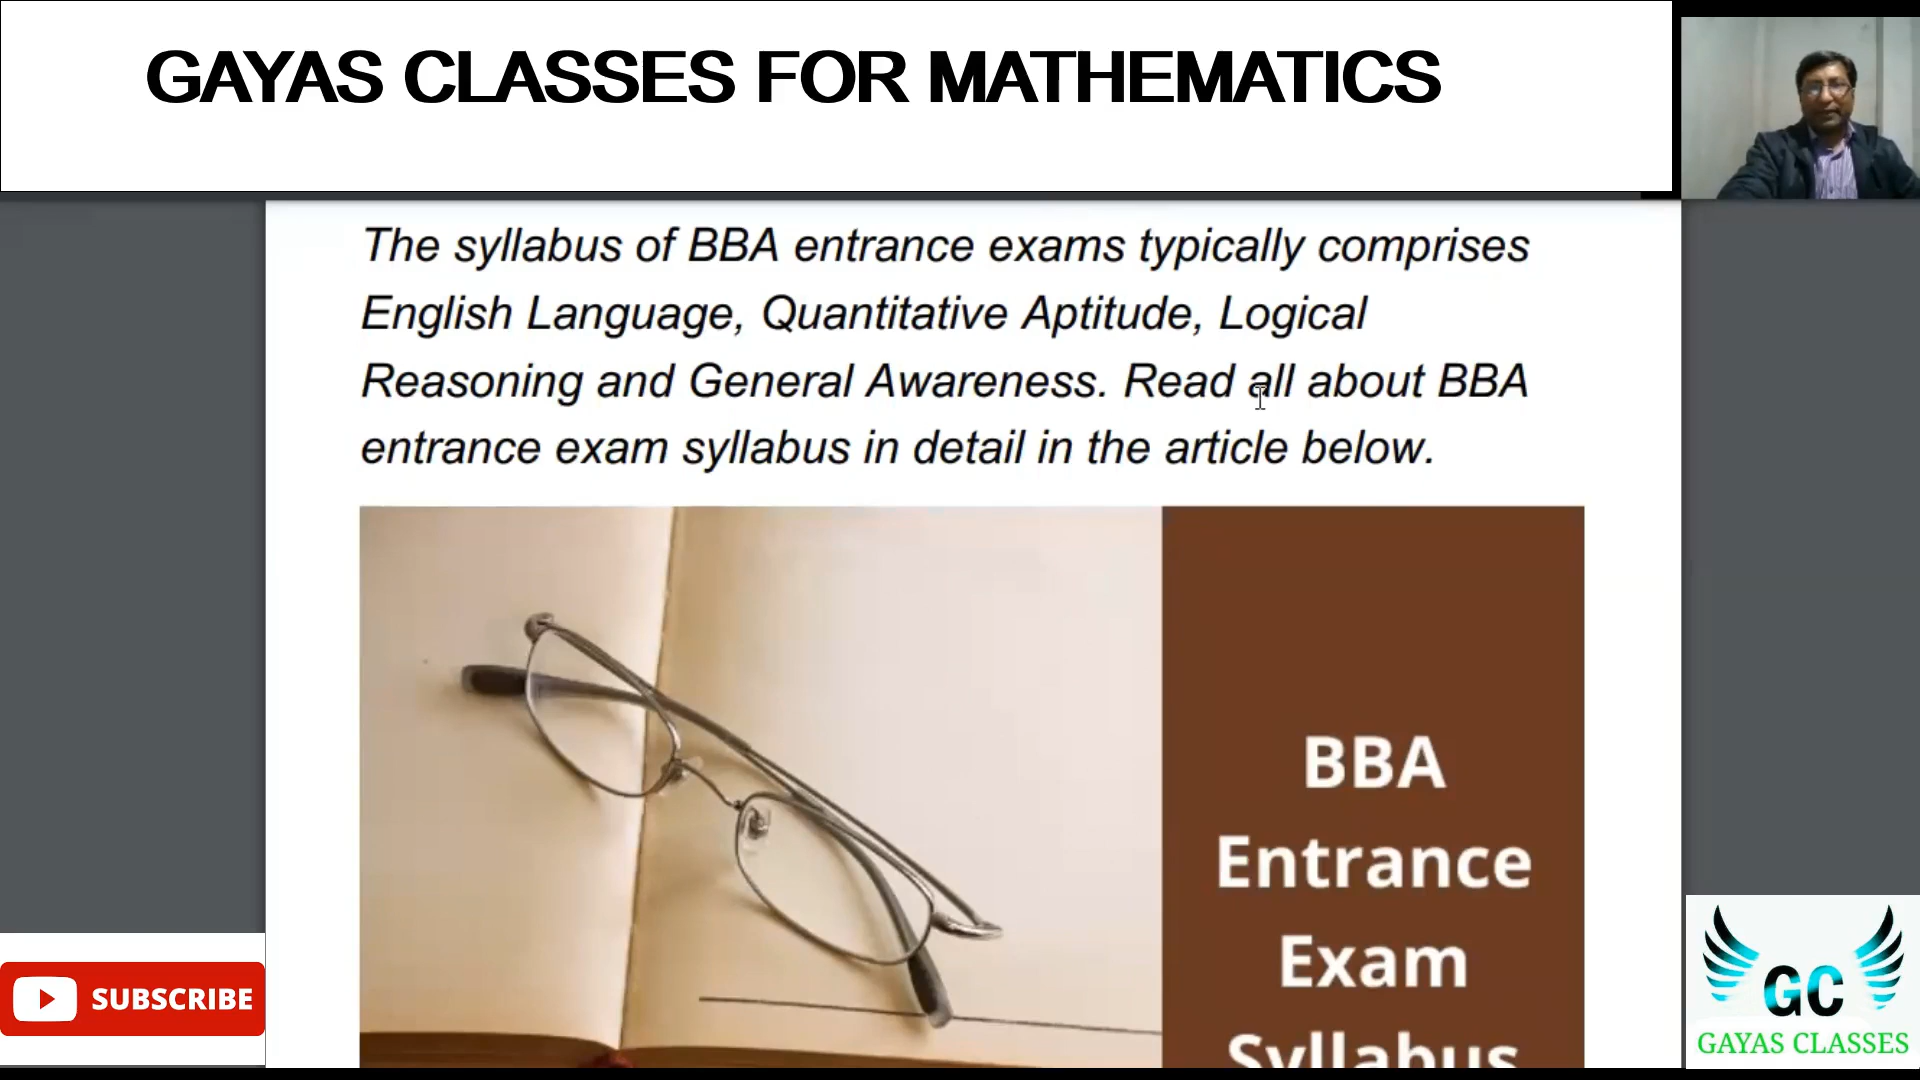 GAYAS CLASSES FOR MATHEMATICS
The syllabus of BBA entrance exams typically comprises
English Language, Quantitative Aptitude, Logical
Reasoning and General Awareness. Read all about BBA
entrance exam syllabus in detail in the article below.
BBA
Entrance
Exam
Syllabus
SUBSCRIBE
GC
GAYAS CLASSES